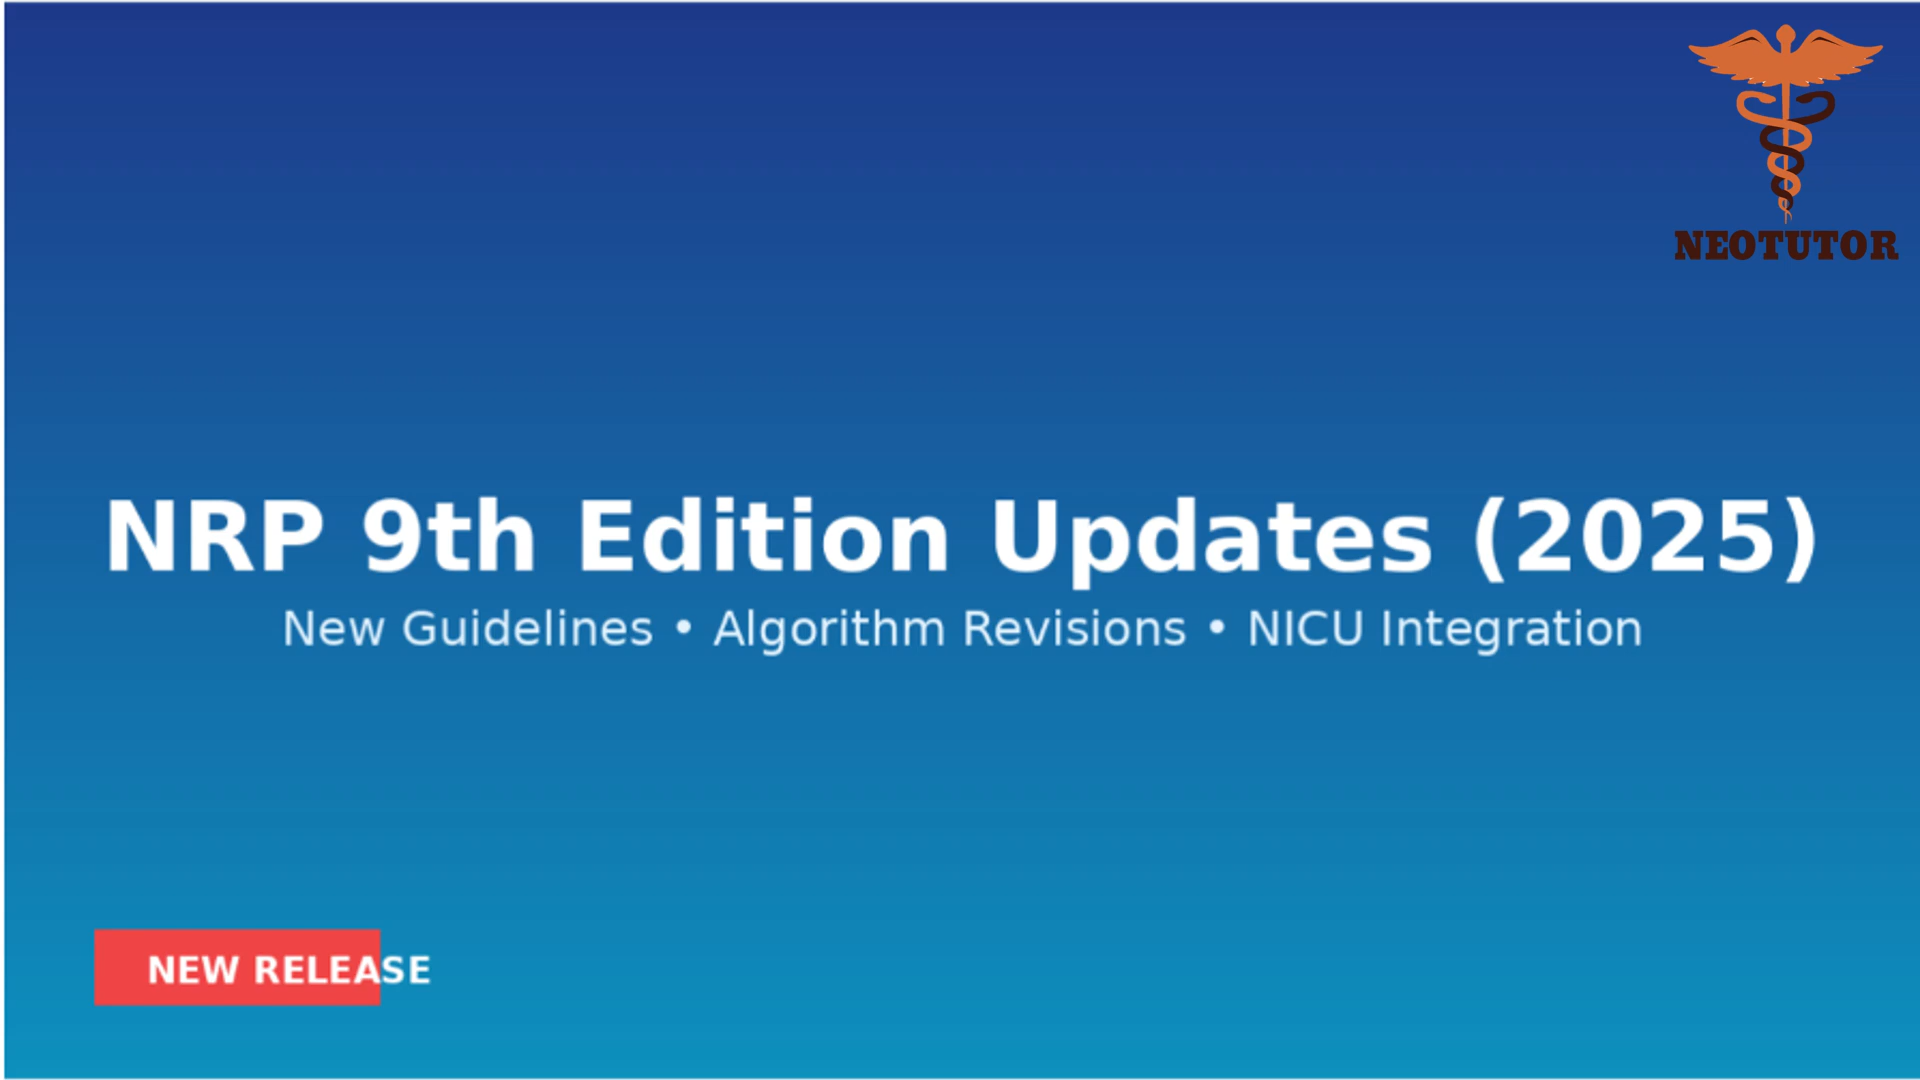 NEOTUTOR
NRP 9th Edition Updates (2025)
New Guidelines • Algorithm Revisions • NICU Integration
NEW RELEASE